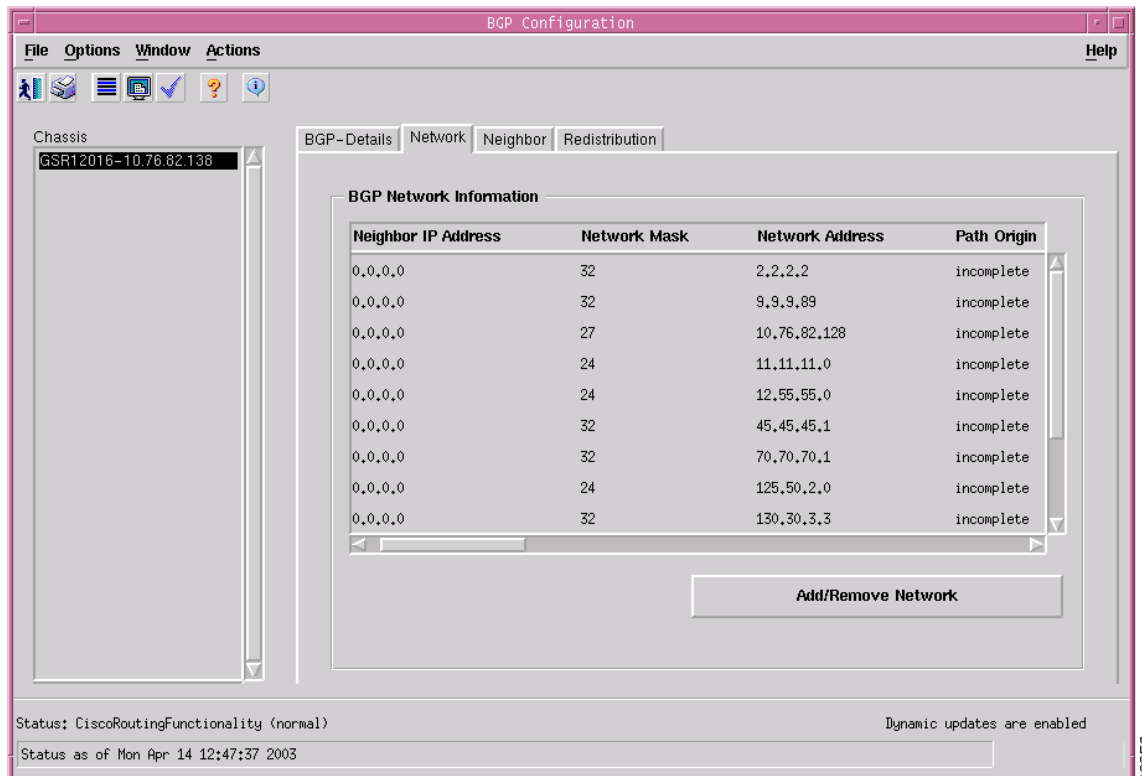 BGP Configuration
File Options Window Actions Help
Chassis
GSR12016-10.76.82.138
BGP-Details Network Neighbor Redistribution
BGP Network Information
Neighbor IP Address Network Mask Network Address Path Origin
0.0.0.0 32 2.2.2.2 incomplete
0.0.0.0 32 9.9.9.89 incomplete
0.0.0.0 27 10.76.82.128 incomplete
0.0.0.0 24 11.11.11.0 incomplete
0.0.0.0 24 12.55.55.0 incomplete
0.0.0.0 32 45.45.45.1 incomplete
0.0.0.0 32 70.70.70.1 incomplete
0.0.0.0 24 125.50.2.0 incomplete
0.0.0.0 32 130.30.3.3 incomplete
Add/Remove Network
Status: CiscoRoutingFunctionality (normal) Dynamic updates are enabled
Status as of Mon Apr 14 12:47:37 2003